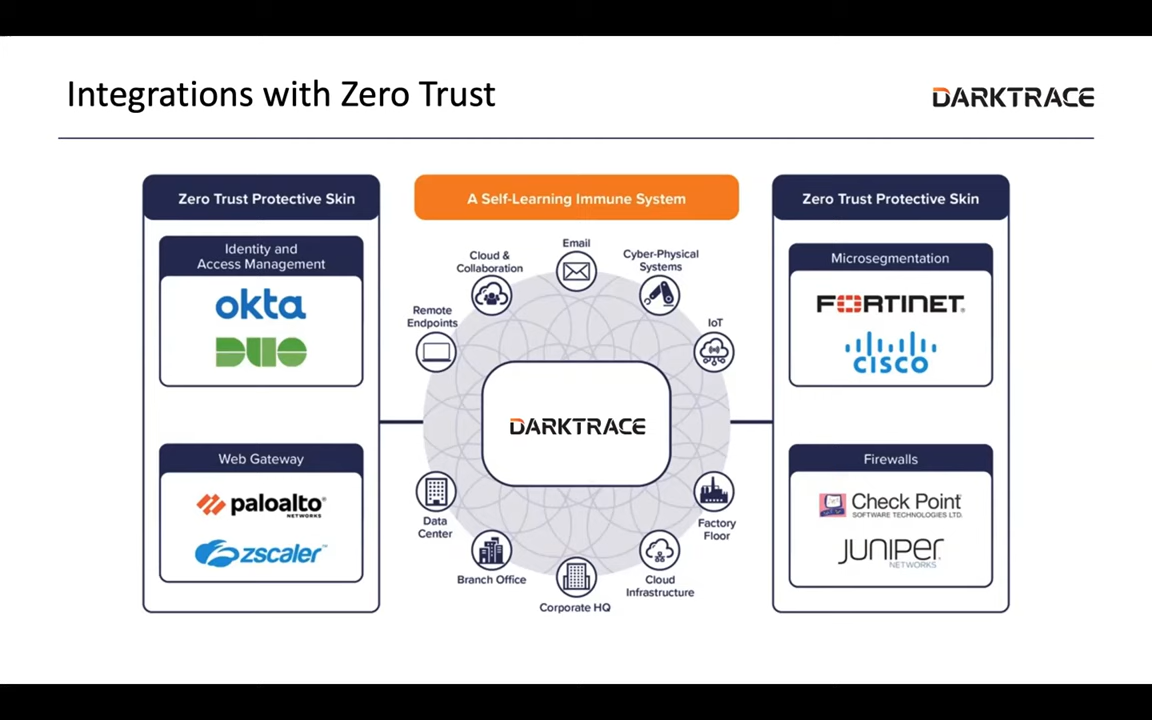 Integrations with Zero Trust
DARKTRACE
Zero Trust Protective Skin
Identity and
Access Management
okta
DUO
Web Gateway
paloalto
NETWORKS
zscaler™
A Self-Learning Immune System
Email
Cloud &
Collaboration
Cyber-Physical
Systems
Remote
Endpoints
IoT
DARKTRACE
Data
Center
Factory
Floor
Branch Office
Cloud
Infrastructure
Corporate HQ
Zero Trust Protective Skin
Microsegmentation
FORTINET®
CISCO
Firewalls
Check Point
SOFTWARE TECHNOLOGIES LTD.
JUNIPER
NETWORKS